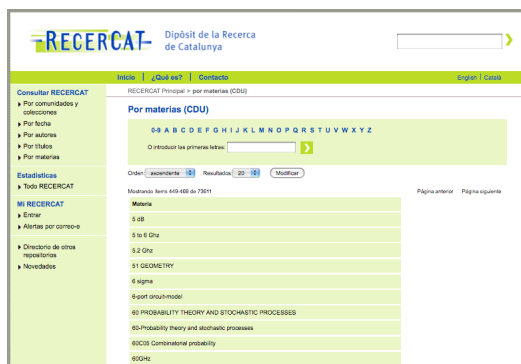 RECERCAT
Dipòsit de la Recerca
de Catalunya
Inicio | ¿Qué es? | Contacto
English | Català
Consultar RECERCAT
Por comunidades y
colecciones
Por fecha
Por autores
Por títulos
Por materias
Estadísticas
Todo RECERCAT
Mi RECERCAT
Entrar
Alertas por correo-e
Directorio de otros
repositorios
Novedades
RECERCAT Principal > por materias (CDU)
Por materias (CDU)
0-9 A B C D E F G H I J K L M N O P Q R S T U V W X Y Z
O introducir las primeras letras:
Orden: ascendente Resultados: 20 Modificar
Mostrando ítems 449-468 de 73611
Página anterior Página siguiente
Materia
5 dB
5 to 6 Ghz
5.2 Ghz
51 GEOMETRY
6 sigma
6-port circuit-model
60 PROBABILITY THEORY AND STOCHASTIC PROCESSES
60-Probability theory and stochastic processes
60C05 Combinatorial probability
60GHz